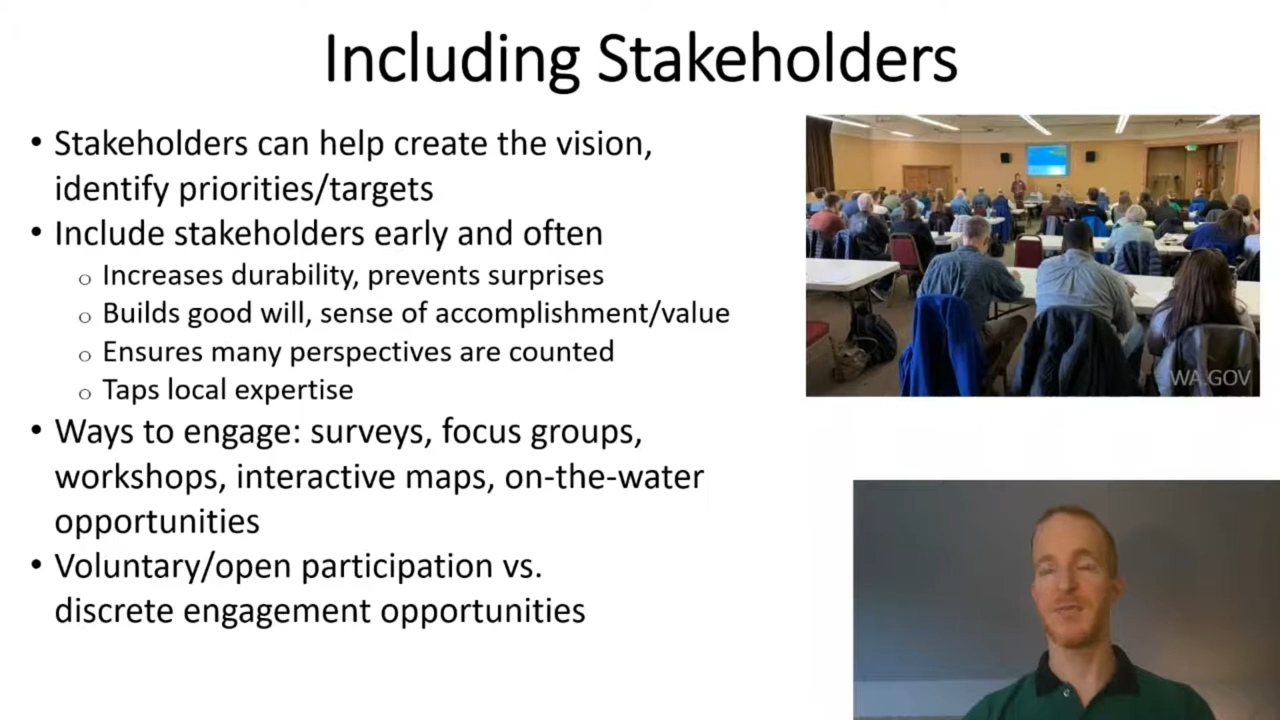 Including Stakeholders
• Stakeholders can help create the vision,
identify priorities/targets
• Include stakeholders early and often
o Increases durability, prevents surprises
o Builds good will, sense of accomplishment/value
o Ensures many perspectives are counted
o Taps local expertise
• Ways to engage: surveys, focus groups,
workshops, interactive maps, on-the-water
opportunities
• Voluntary/open participation vs.
discrete engagement opportunities
WA.GOV